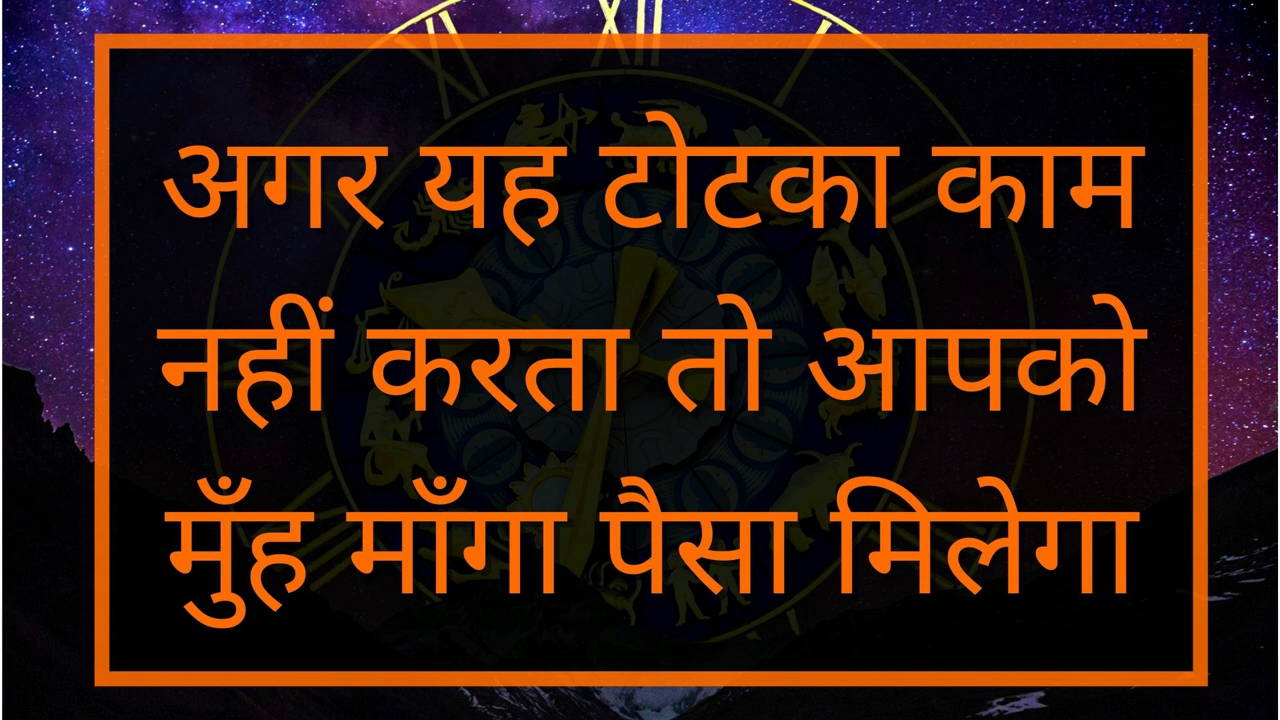 अगर यह टोटका काम
नहीं करता तो आपको
मुँह माँगा पैसा मिलेगा